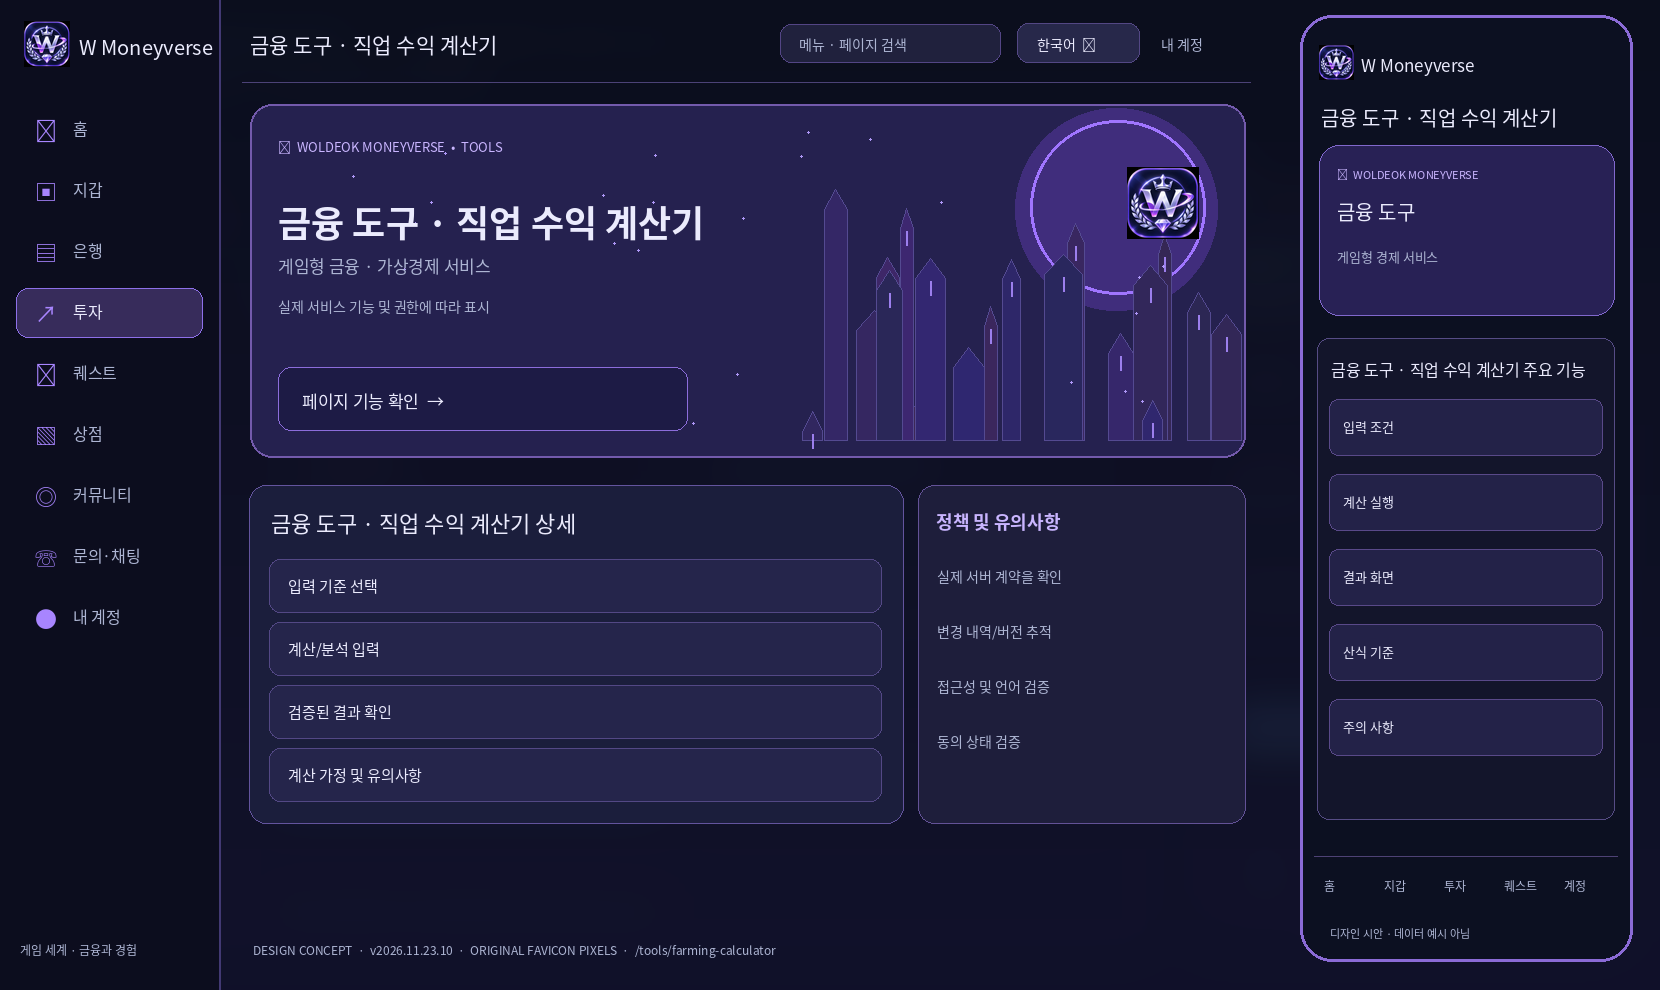 W Moneyverse
홈
지갑
은행
투자
퀘스트
상점
커뮤니티
문의·채팅
내 계정
게임 세계 · 금융과 경험
금융 도구 · 직업 수익 계산기
메뉴 · 페이지 검색
한국어
내 계정
WOLDEOK MONEYVERSE • TOOLS
금융 도구 · 직업 수익 계산기
게임형 금융 · 가상경제 서비스
실제 서비스 기능 및 권한에 따라 표시
페이지 기능 확인 →
W
금융 도구 · 직업 수익 계산기 상세
입력 기준 선택
계산/분석 입력
검증된 결과 확인
계산 가정 및 유의사항
정책 및 유의사항
실제 서버 계약을 확인
변경 내역/버전 추적
접근성 및 언어 검증
동의 상태 검증
DESIGN CONCEPT · v2026.11.23.10 · ORIGINAL FAVICON PIXELS · /tools/farming-calculator
W Moneyverse
금융 도구 · 직업 수익 계산기
WOLDEOK MONEYVERSE
금융 도구
게임형 경제 서비스
금융 도구 · 직업 수익 계산기 주요 기능
입력 조건
계산 실행
결과 화면
산식 기준
주의 사항
홈 지갑 투자 퀘스트 계정
디자인 시안 · 데이터 예시 아님